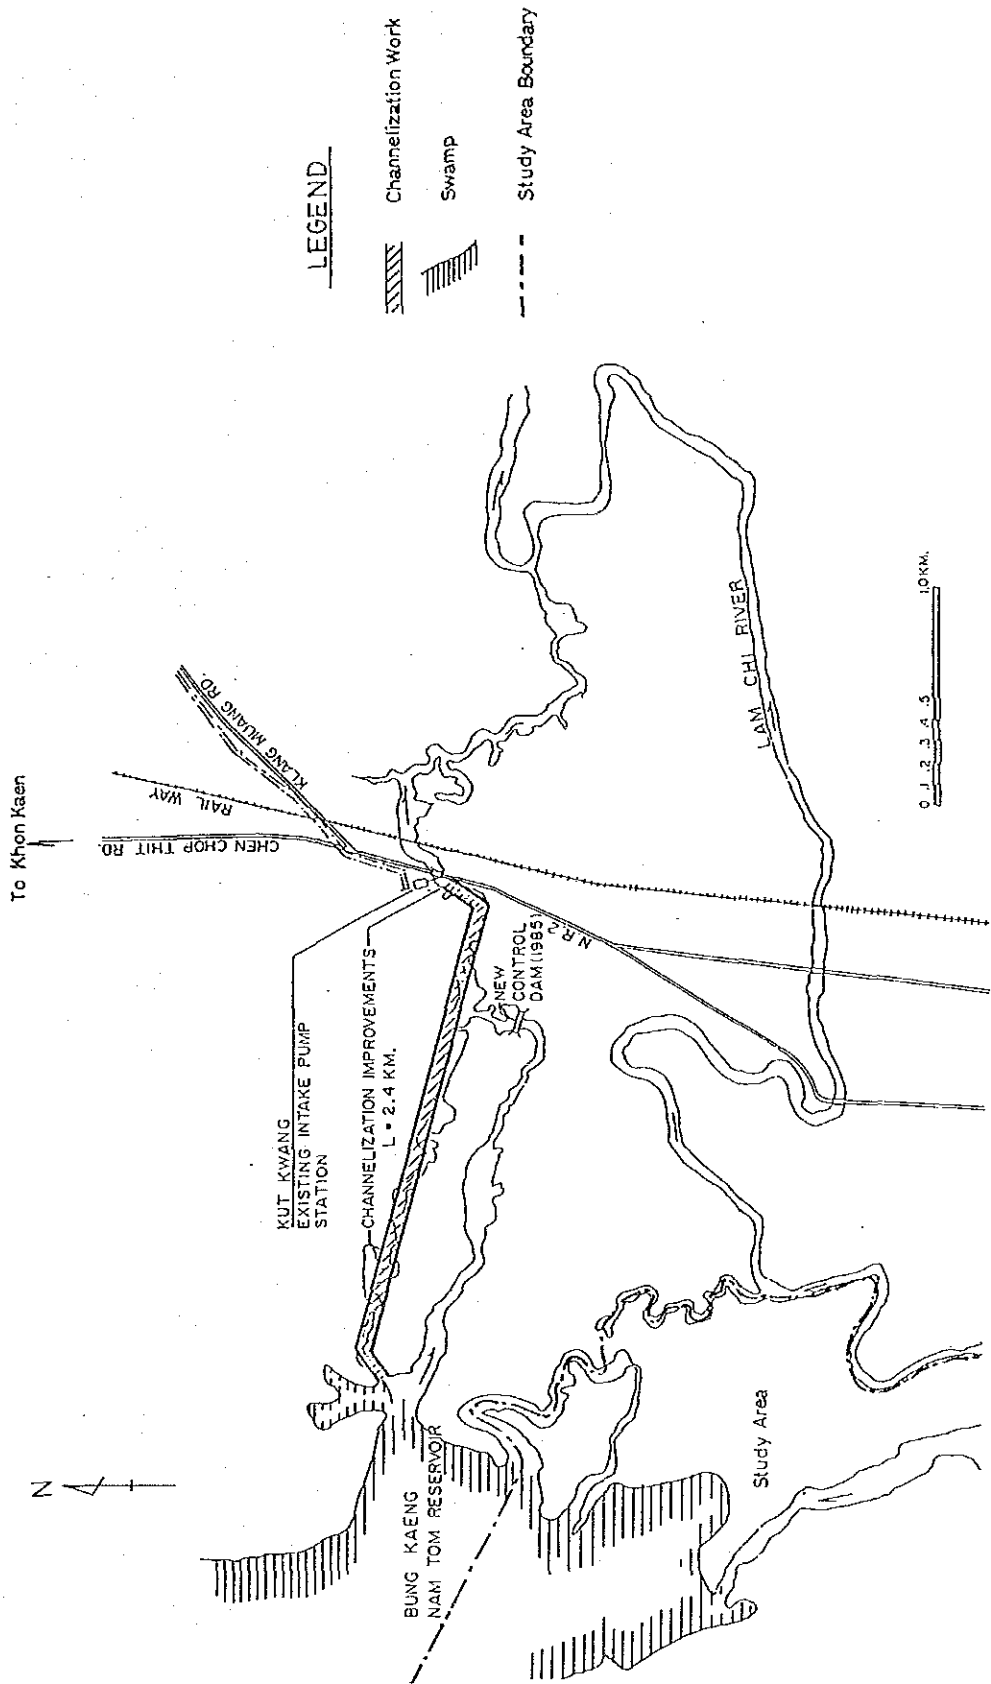 To Khon Kaen
N
KLANG MUANG RD.
RAIL WAY
CHEN CHOP THIT RD.
KUT KWANG
EXISTING INTAKE PUMP
STATION
CHANNELIZATION IMPROVEMENTS
L = 2.4 KM.
NEW
CONTROL
DAM (1985)
N.R.2
BUNG KAENG
NAM TOM RESERVOIR
Study Area
LAM CHI RIVER
0 .1 .2 .3 .4 .5 1.0 KM.
LEGEND
Channelization Work
Swamp
Study Area Boundary